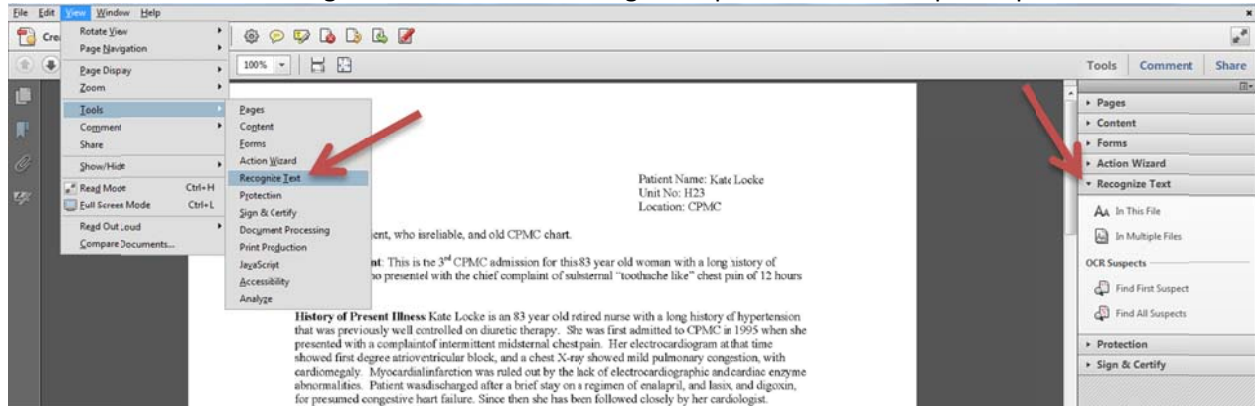 File Edit View Window Help
Rotate View
Page Navigation
Page Dispay
Zoom
Tools
Comment
Share
Show/Hide
Read Mode Ctrl+H
Full Screen Mode Ctrl+L
Read Out Loud
Compare Documents...
Pages
Content
Forms
Action Wizard
Recognize Text
Protection
Sign & Certify
Document Processing
Print Production
JavaScript
Accessibility
Analyze
Cre
100%
Tools Comment Share
Pages
Content
Forms
Action Wizard
Recognize Text
In This File
In Multiple Files
OCR Suspects
Find First Suspect
Find All Suspects
Protection
Sign & Certify
Patient Name: Kate Locke
Unit No: H23
Location: CPMC
ent, who isreliable, and old CPMC chart.
nt: This is the 3rd CPMC admission for this83 year old woman with a long history of
ho presented with the chief complaint of substernal "toothache like" chest pain of 12 hours
History of Present Illness Kate Locke is an 83 year old retired nurse with a long history of hypertension
that was previously well controlled on diuretic therapy. She was first admitted to CPMC in 1995 when she
presented with a complaintof intermittent midsternal chestpain. Her electrocardiogram at that time
showed first degree atrioventricular block, and a chest X-ray showed mild pulmonary congestion, with
cardiomegaly. Myocardialinfarction was ruled out by the lack of electrocardiographic andcardiac enzyme
abnormalities. Patient wasdischarged after a brief stay on a regimen of enalapril, and lasix, and digoxin,
for presumed congestive heart failure. Since then she has been followed closely by her cardologist.